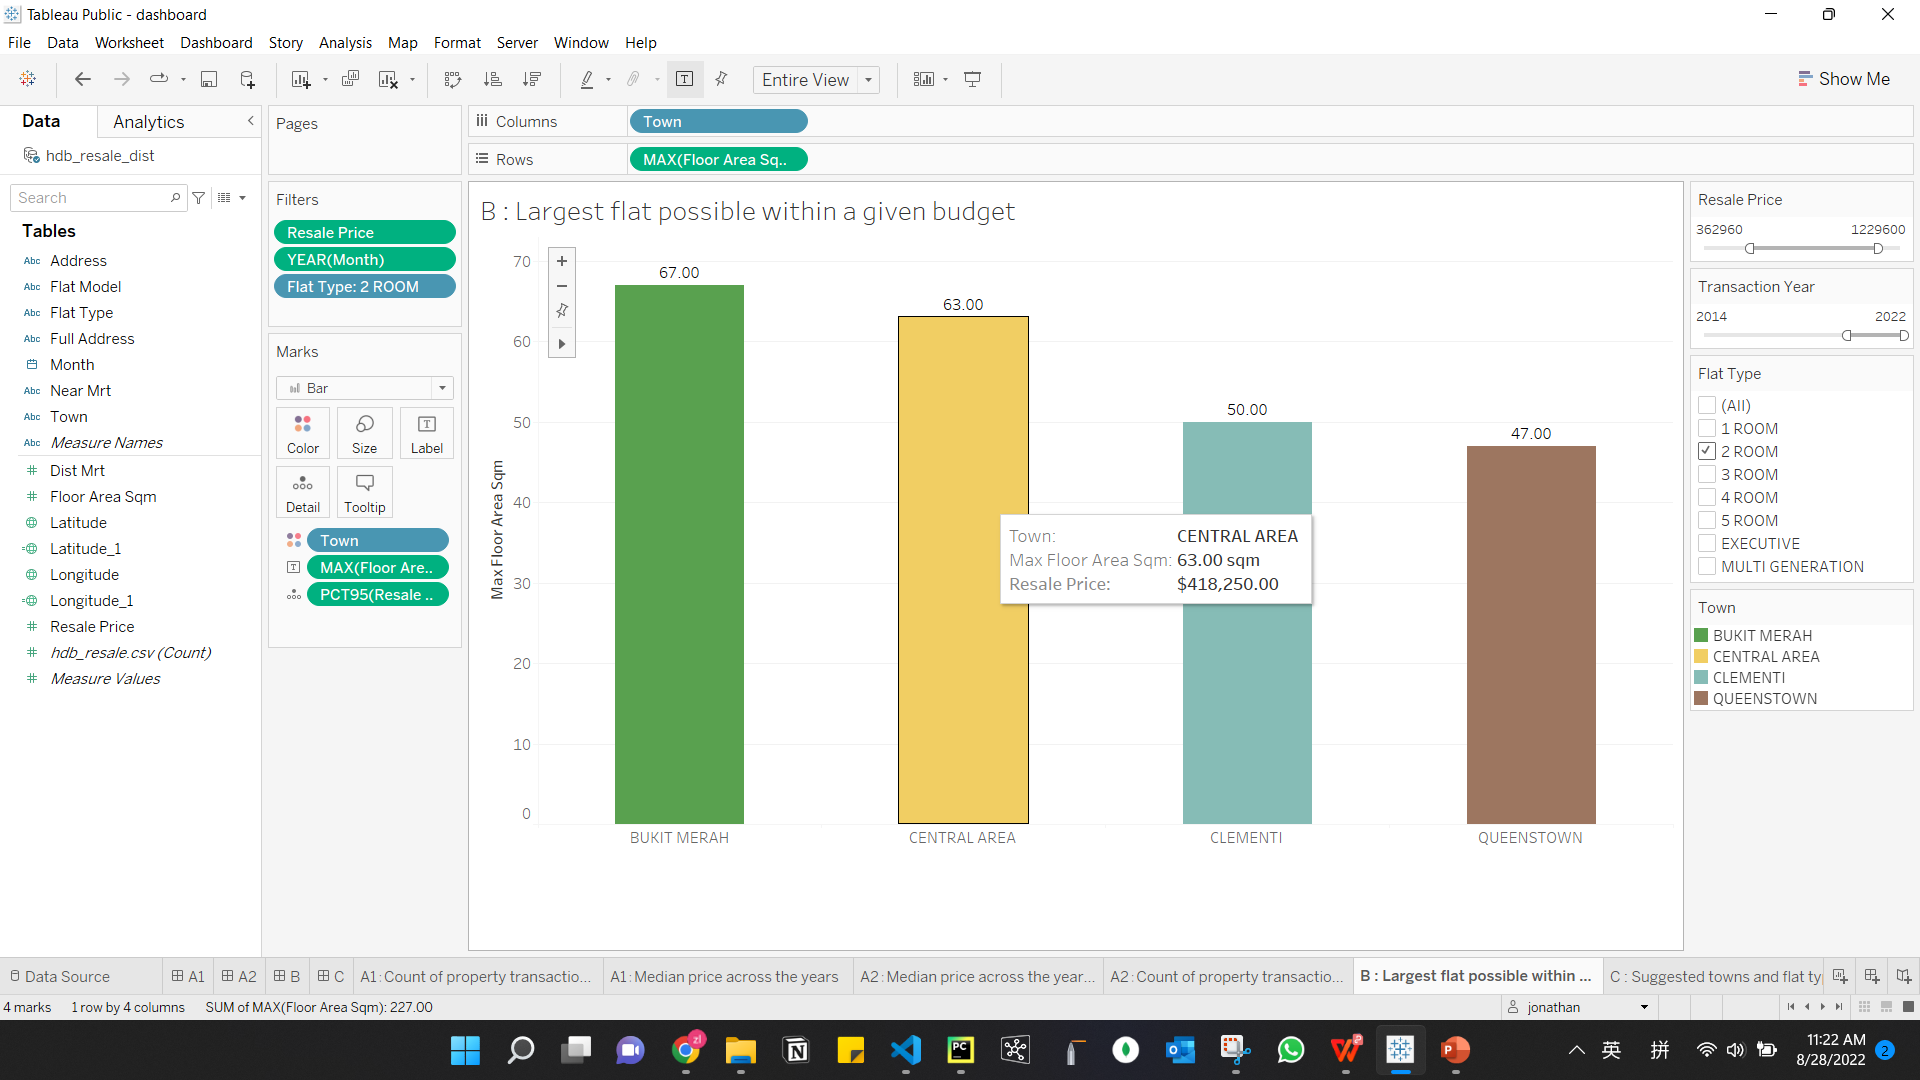 Tableau Public - dashboard
File Data Worksheet Dashboard Story Analysis Map Format Server Window Help
Entire View
Show Me
Data
Analytics
hdb_resale_dist
Search
Tables
Abc Address
Abc Flat Model
Abc Flat Type
Abc Full Address
Month
Abc Near Mrt
Abc Town
Abc Measure Names
# Dist Mrt
# Floor Area Sqm
Latitude
Latitude_1
Longitude
Longitude_1
# Resale Price
# hdb_resale.csv (Count)
# Measure Values
Pages
Filters
Resale Price
YEAR(Month)
Flat Type: 2 ROOM
Marks
Bar
Color
Size
T
Label
Detail
Tooltip
Town
T MAX(Floor Are..
PCT95(Resale ..
Columns
Town
Rows
MAX(Floor Area Sq..
B : Largest flat possible within a given budget
Max Floor Area Sqm
70
60
50
40
30
20
10
0
67.00
63.00
50.00
47.00
Town: CENTRAL AREA
Max Floor Area Sqm: 63.00 sqm
Resale Price: $418,250.00
BUKIT MERAH
CENTRAL AREA
CLEMENTI
QUEENSTOWN
Resale Price
362960 1229600
Transaction Year
2014 2022
Flat Type
(All)
1 ROOM
2 ROOM
3 ROOM
4 ROOM
5 ROOM
EXECUTIVE
MULTI GENERATION
Town
BUKIT MERAH
CENTRAL AREA
CLEMENTI
QUEENSTOWN
Data Source
A1
A2
B
C
A1:Count of property transactio...
A1:Median price across the years
A2:Median price across the year...
A2:Count of property transactio...
B : Largest flat possible within ...
C : Suggested towns and flat ty
4 marks 1 row by 4 columns SUM of MAX(Floor Area Sqm): 227.00
jonathan
zl
N
PC
W
P
英
拼
11:22 AM
8/28/2022
2